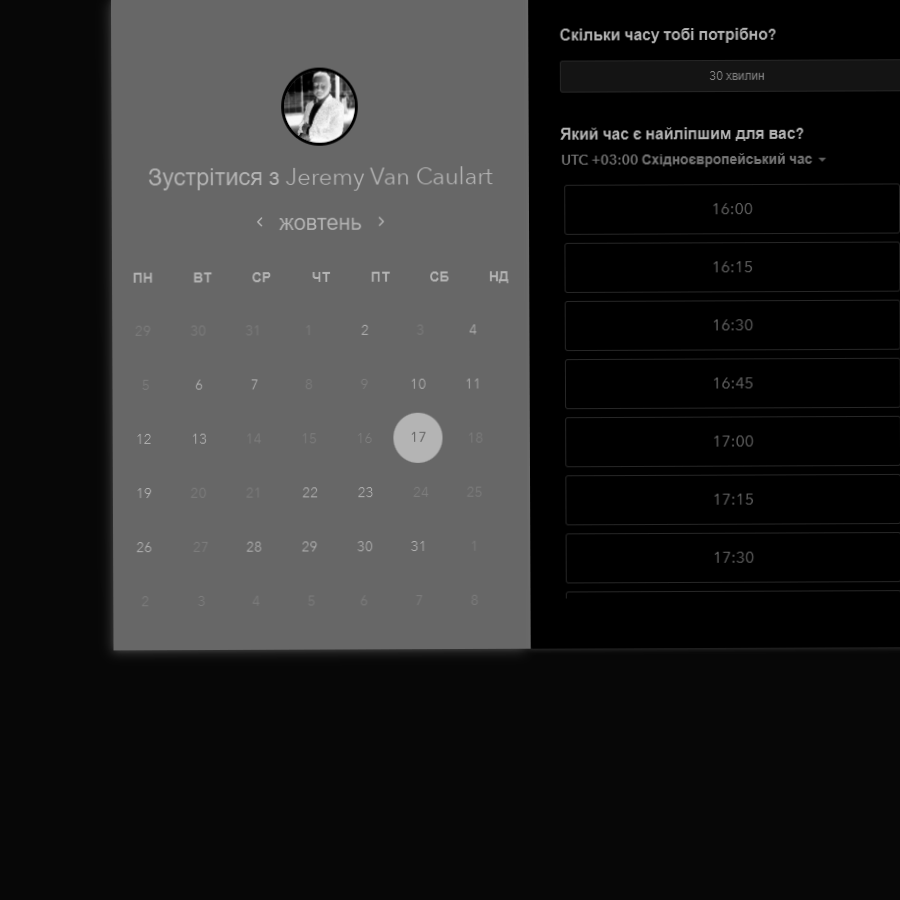 Зустрітися з Jeremy Van Caulart
жовтень
ПН ВТ СР ЧТ ПТ СБ НД
29 30 31 1 2 3 4
5 6 7 8 9 10 11
12 13 14 15 16 17 18
19 20 21 22 23 24 25
26 27 28 29 30 31 1
2 3 4 5 6 7 8
Скільки часу тобі потрібно?
30 хвилин
Який час є найліпшим для вас?
UTC +03:00 Східноєвропейський час
16:00
16:15
16:30
16:45
17:00
17:15
17:30